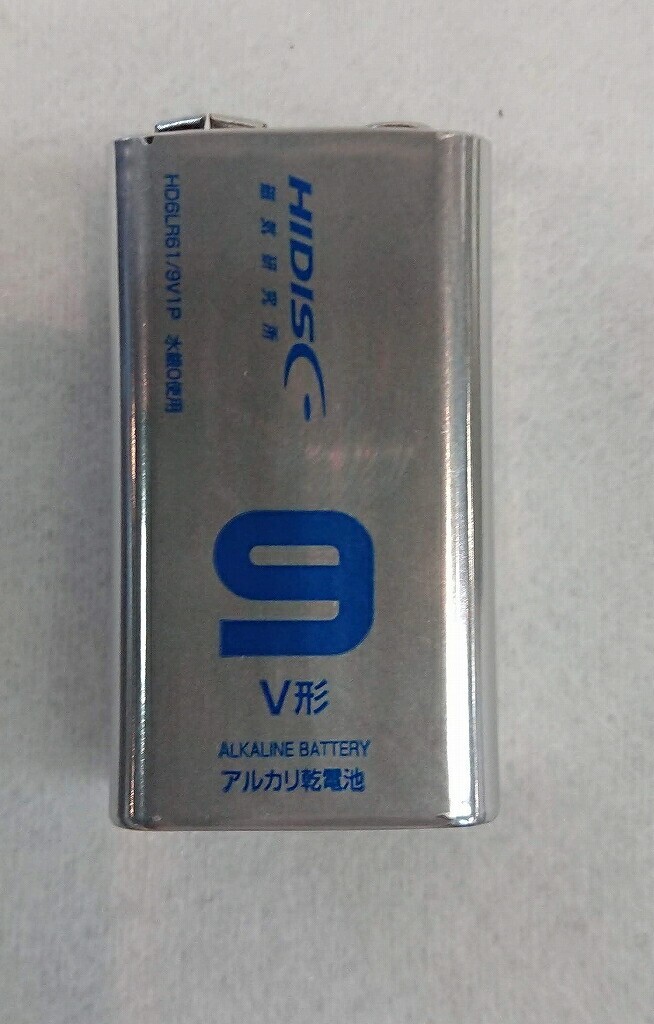 HIDISC
磁気研究所
HD6LR61/9V1P 水銀0使用
9
V形
ALKALINE BATTERY
アルカリ乾電池